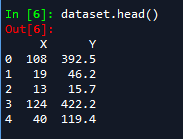 In [6]: dataset.head()
Out[6]:
X Y
0 108 392.5
1 19 46.2
2 13 15.7
3 124 422.2
4 40 119.4